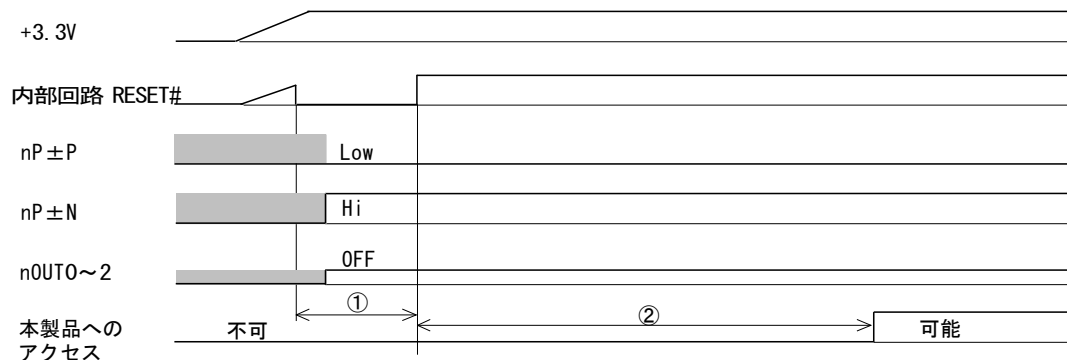 +3.3V
内部回路 RESET#
nP±P
Low
nP±N
Hi
nOUT0～2
OFF
①
②
本製品への
アクセス
不可
可能